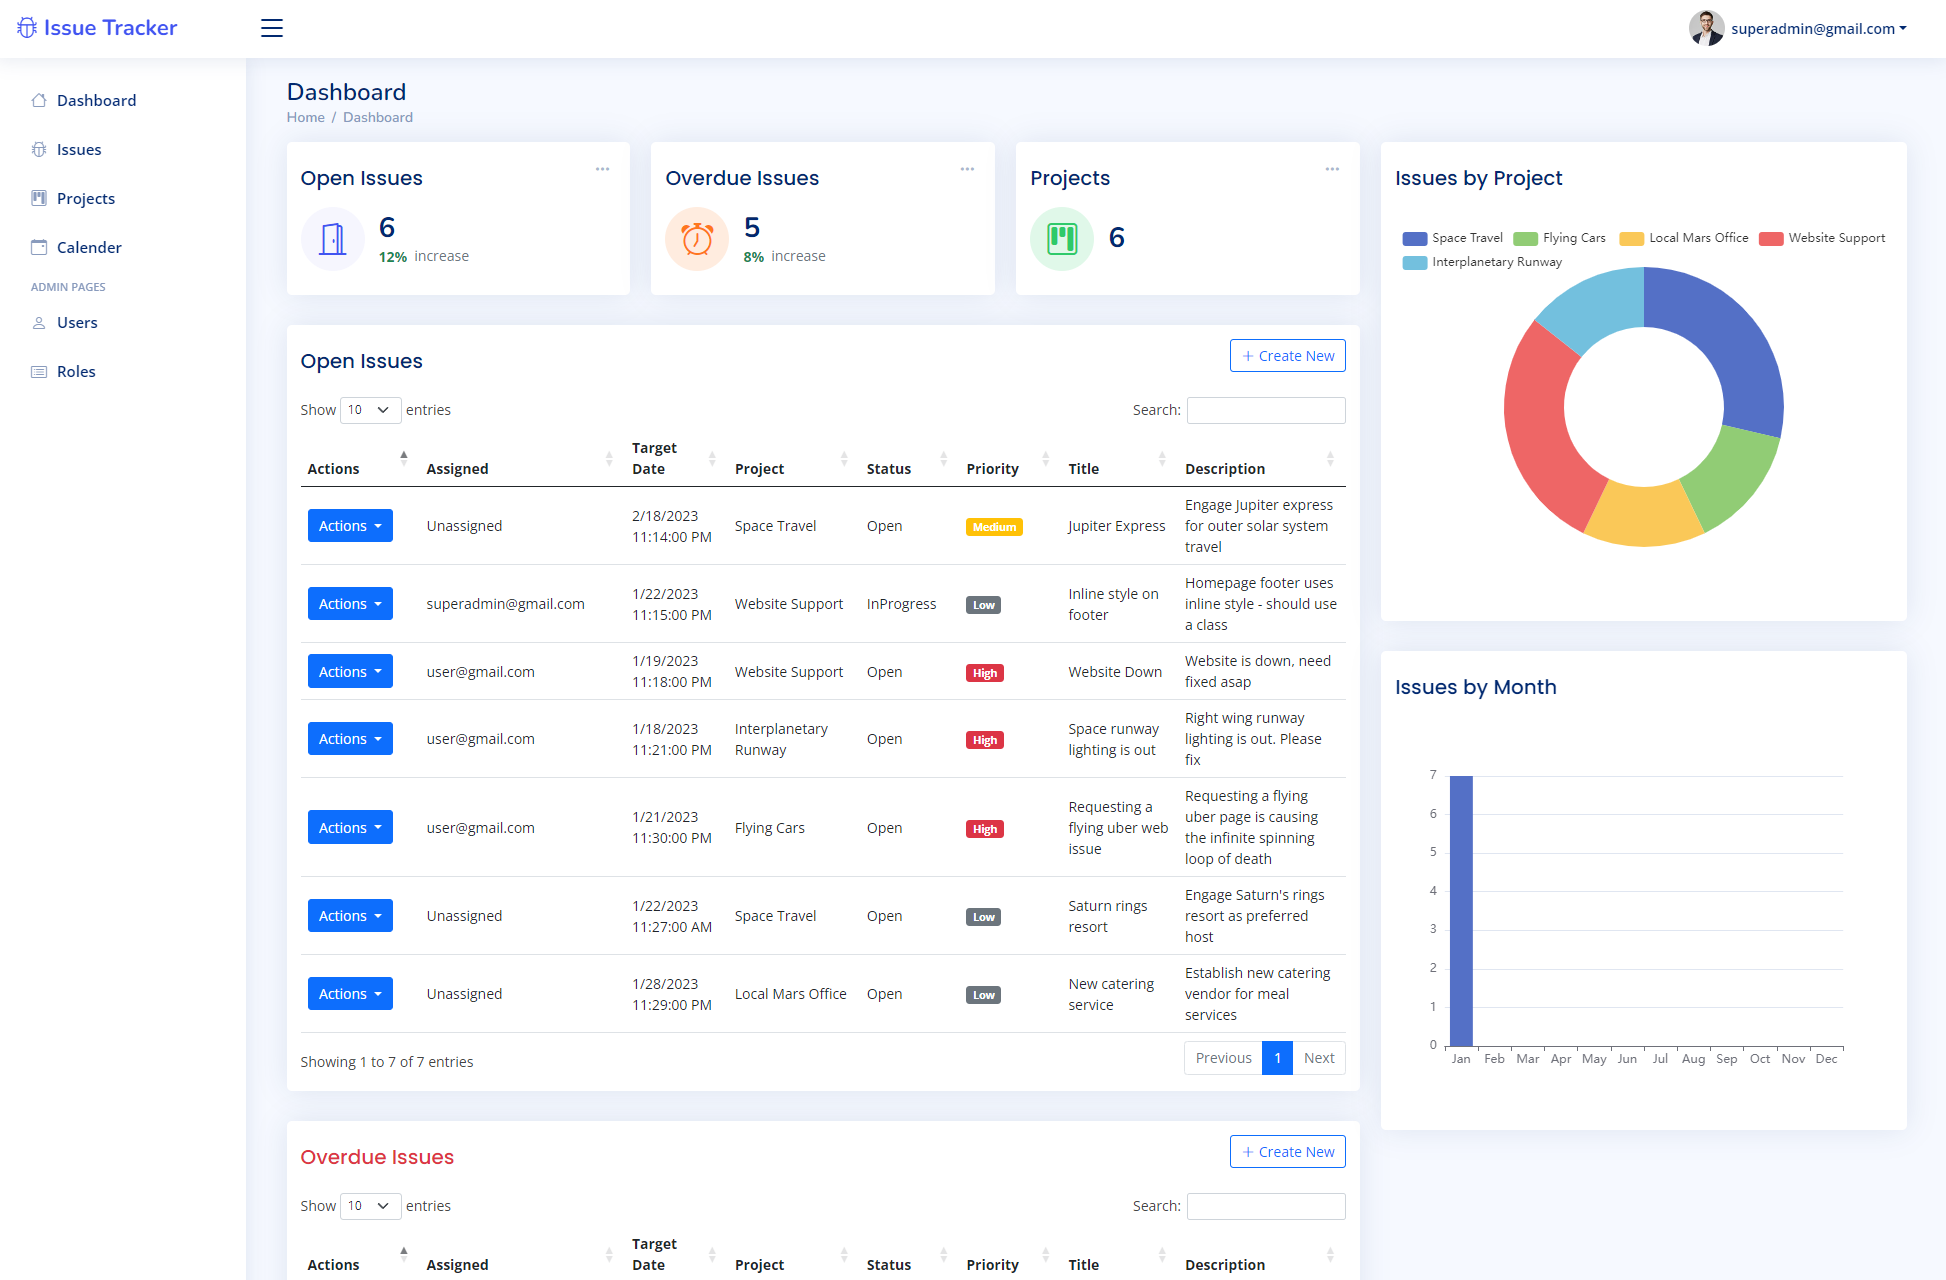 Issue Tracker
superadmin@gmail.com
Dashboard
Issues
Projects
Calender
ADMIN PAGES
Users
Roles
Dashboard
Home / Dashboard
Open Issues
6
12% increase
Overdue Issues
5
8% increase
Projects
6
Open Issues
+ Create New
Show 10 entries
Search:
Actions Assigned Target Date Project Status Priority Title Description
Actions
Unassigned
2/18/2023
11:14:00 PM
Space Travel
Open
Medium
Jupiter Express
Engage Jupiter express
for outer solar system
travel
Actions
superadmin@gmail.com
1/22/2023
11:15:00 PM
Website Support
InProgress
Low
Inline style on
footer
Homepage footer uses
inline style - should use
a class
Actions
user@gmail.com
1/19/2023
11:18:00 PM
Website Support
Open
High
Website Down
Website is down, need
fixed asap
Actions
user@gmail.com
1/18/2023
11:21:00 PM
Interplanetary
Runway
Open
High
Space runway
lighting is out
Right wing runway
lighting is out. Please
fix
Actions
user@gmail.com
1/21/2023
11:30:00 PM
Flying Cars
Open
High
Requesting a
flying uber web
issue
Requesting a flying
uber page is causing
the infinite spinning
loop of death
Actions
Unassigned
1/22/2023
11:27:00 AM
Space Travel
Open
Low
Saturn rings
resort
Engage Saturn's rings
resort as preferred
host
Actions
Unassigned
1/28/2023
11:29:00 PM
Local Mars Office
Open
Low
New catering
service
Establish new catering
vendor for meal
services
Showing 1 to 7 of 7 entries
Previous 1 Next
Overdue Issues
+ Create New
Show 10 entries
Search:
Actions Assigned Target Date Project Status Priority Title Description
Issues by Project
Space Travel Flying Cars Local Mars Office Website Support
Interplanetary Runway
Issues by Month
7
6
5
4
3
2
1
0
Jan Feb Mar Apr May Jun Jul Aug Sep Oct Nov Dec